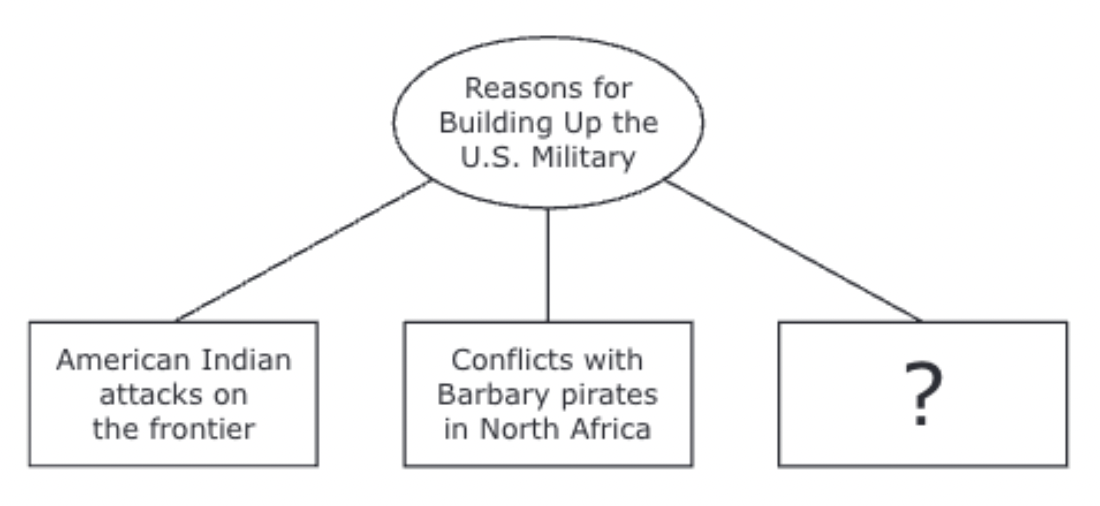 Reasons for
Building Up the
U.S. Military
American Indian
attacks on
the frontier
Conflicts with
Barbary pirates
in North Africa
?